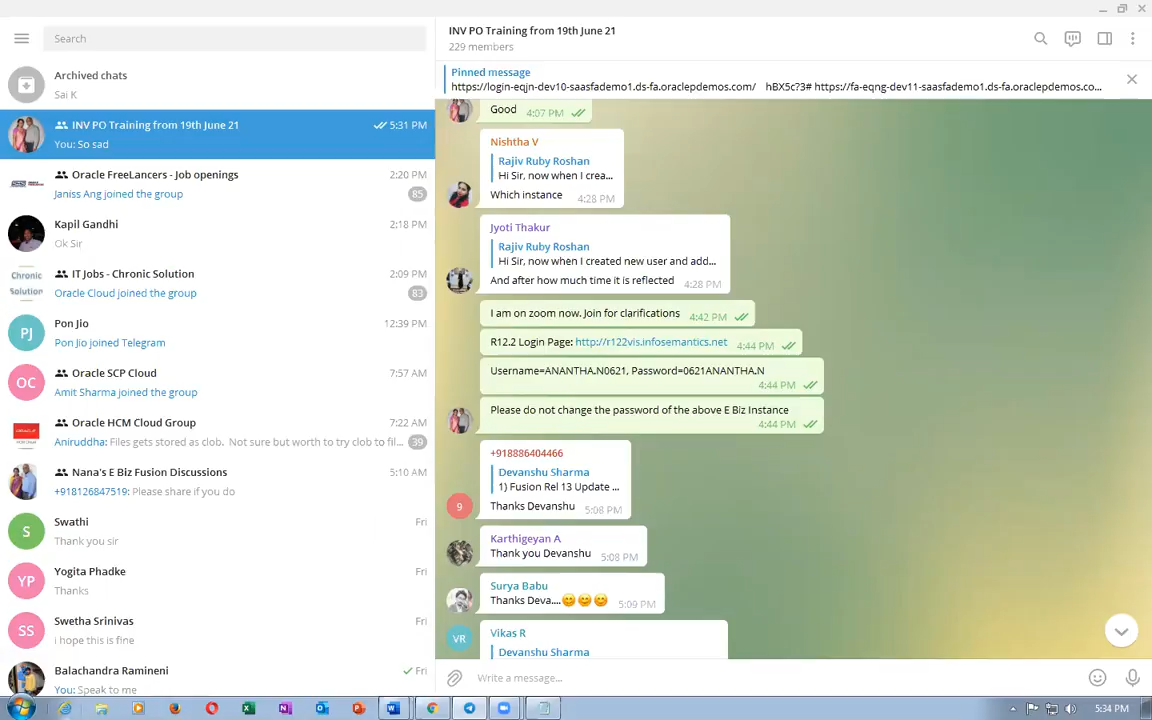 Search
Archived chats
Sai K
INV PO Training from 19th June 21
5:31 PM
You: So sad
Oracle FreeLancers - Job openings
2:20 PM
Janiss Ang joined the group
85
Kapil Gandhi
2:18 PM
Ok Sir
Chronic
Solution
IT Jobs - Chronic Solution
2:09 PM
Oracle Cloud joined the group
83
PJ
Pon Jio
12:39 PM
Pon Jio joined Telegram
OC
Oracle SCP Cloud
7:57 AM
Amit Sharma joined the group
Oracle HCM Cloud Group
7:22 AM
Aniruddha: Files gets stored as clob. Not sure but worth to try clob to fil...
39
Nana's E Biz Fusion Discussions
5:10 AM
+918126847519: Please share if you do
S
Swathi
Fri
Thank you sir
YP
Yogita Phadke
Fri
Thanks
SS
Swetha Srinivas
Fri
i hope this is fine
Balachandra Ramineni
Fri
You: Speak to me
INV PO Training from 19th June 21
229 members
Pinned message
https://login-eqjn-dev10-saasfademo1.ds-fa.oraclepdemos.com/ hBX5c?3# https://fa-eqng-dev11-saasfademo1.ds-fa.oraclepdemos.co...
Good 4:07 PM
Nishtha V
Rajiv Ruby Roshan
Hi Sir, now when I crea...
Which instance 4:28 PM
Jyoti Thakur
Rajiv Ruby Roshan
Hi Sir, now when I created new user and add...
And after how much time it is reflected 4:28 PM
I am on zoom now. Join for clarifications 4:42 PM
R12.2 Login Page: http://r122vis.infosemantics.net 4:44 PM
Username=ANANTHA.N0621, Password=0621ANANTHA.N
4:44 PM
Please do not change the password of the above E Biz Instance
4:44 PM
+918886404466
Devanshu Sharma
1) Fusion Rel 13 Update ...
9
Thanks Devanshu 5:08 PM
Karthigeyan A
Thank you Devanshu 5:08 PM
Surya Babu
Thanks Deva....😊😊😊 5:09 PM
VR
Vikas R
Devanshu Sharma
Write a message...
5:34 PM